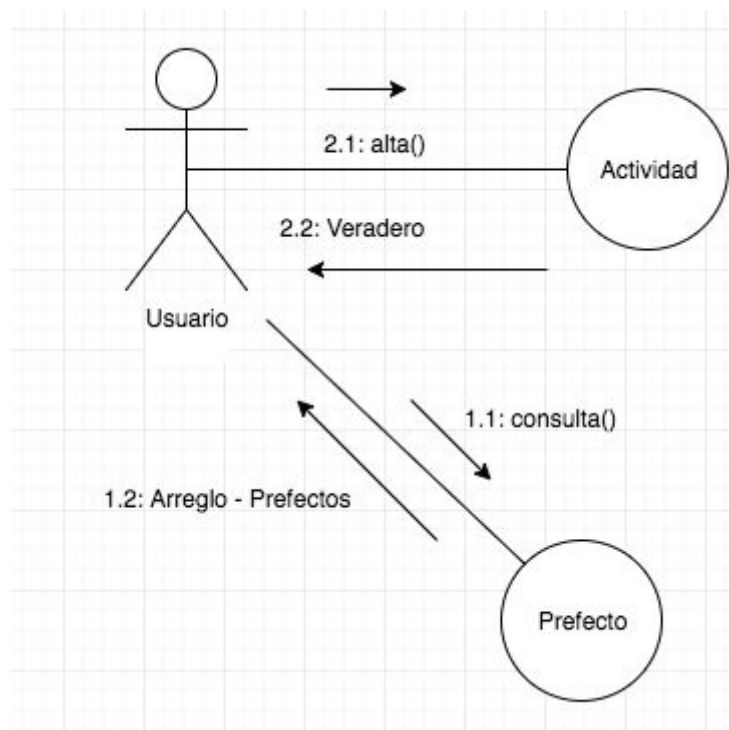 2.1: alta()
Actividad
2.2: Veradero
Usuario
1.1: consulta()
1.2: Arreglo - Prefectos
Prefecto